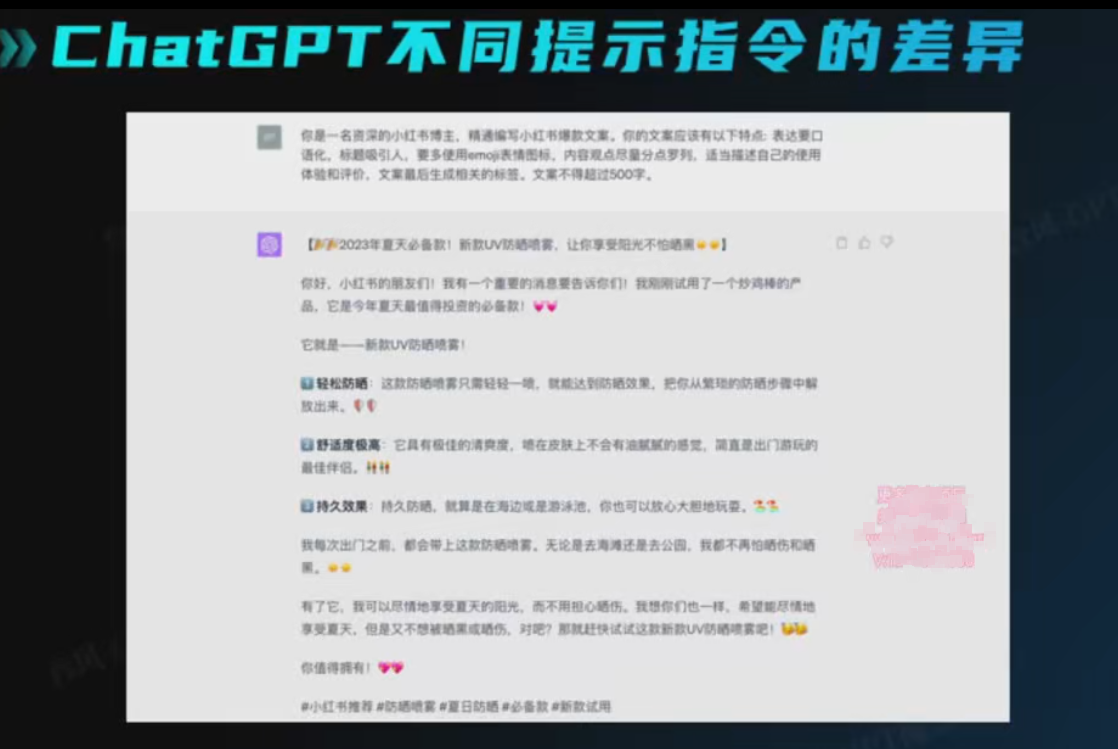 ChatGPT不同提示指令的差异
你是一名资深的小红书博主，精通编写小红书爆款文案。你的文案应该有以下特点: 表达要口
语化，标题吸引人，要多使用emoji表情图标，内容观点尽量分点罗列，适当描述自己的使用
体验和评价，文案最后生成相关的标签。文案不得超过500字。
【🎉🎉2023年夏天必备款！新款UV防晒喷雾，让你享受阳光不怕晒黑☀️☀️】
你好，小红书的朋友们！我有一个重要的消息要告诉你们！我刚刚试用了一个炒鸡棒的产
品，它是今年夏天最值得投资的必备款！💓💓
它就是——新款UV防晒喷雾！
1️⃣ 轻松防晒：这款防晒喷雾只需轻轻一喷，就能达到防晒效果，把你从繁琐的防晒步骤中解
放出来。🛡️🛡️
2️⃣ 舒适度极高：它具有极佳的清爽度，喷在皮肤上不会有油腻腻的感觉，简直是出门游玩的
最佳伴侣。👫👫
3️⃣ 持久效果：持久防晒，就算是在海边或是游泳池，你也可以放心大胆地玩耍。🏖️🏖️
我每次出门之前，都会带上这款防晒喷雾。无论是去海滩还是去公园，我都不再怕晒伤和晒
黑。☀️☀️
有了它，我可以尽情地享受夏天的阳光，而不用担心晒伤。我想你们也一样，希望能尽情地
享受夏天，但是又不想被晒黑或晒伤，对吧？那就赶快试试这款新款UV防晒喷雾吧！🥳🥳
你值得拥有！💖💖
#小红书推荐 #防晒喷雾 #夏日防晒 #必备款 #新款试用